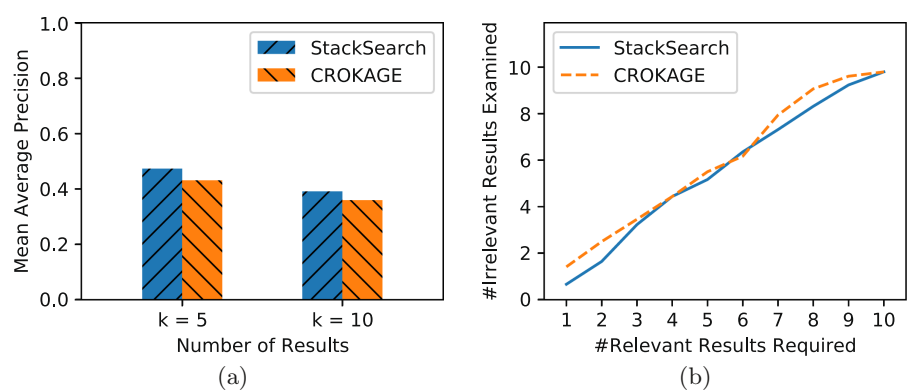 1.0
0.8
0.6
0.4
0.2
0.0
Mean Average Precision
StackSearch
CROKAGE
k = 5
k = 10
Number of Results
(a)
10
8
6
4
2
0
#Irrelevant Results Examined
StackSearch
CROKAGE
1 2 3 4 5 6 7 8 9 10
#Relevant Results Required
(b)